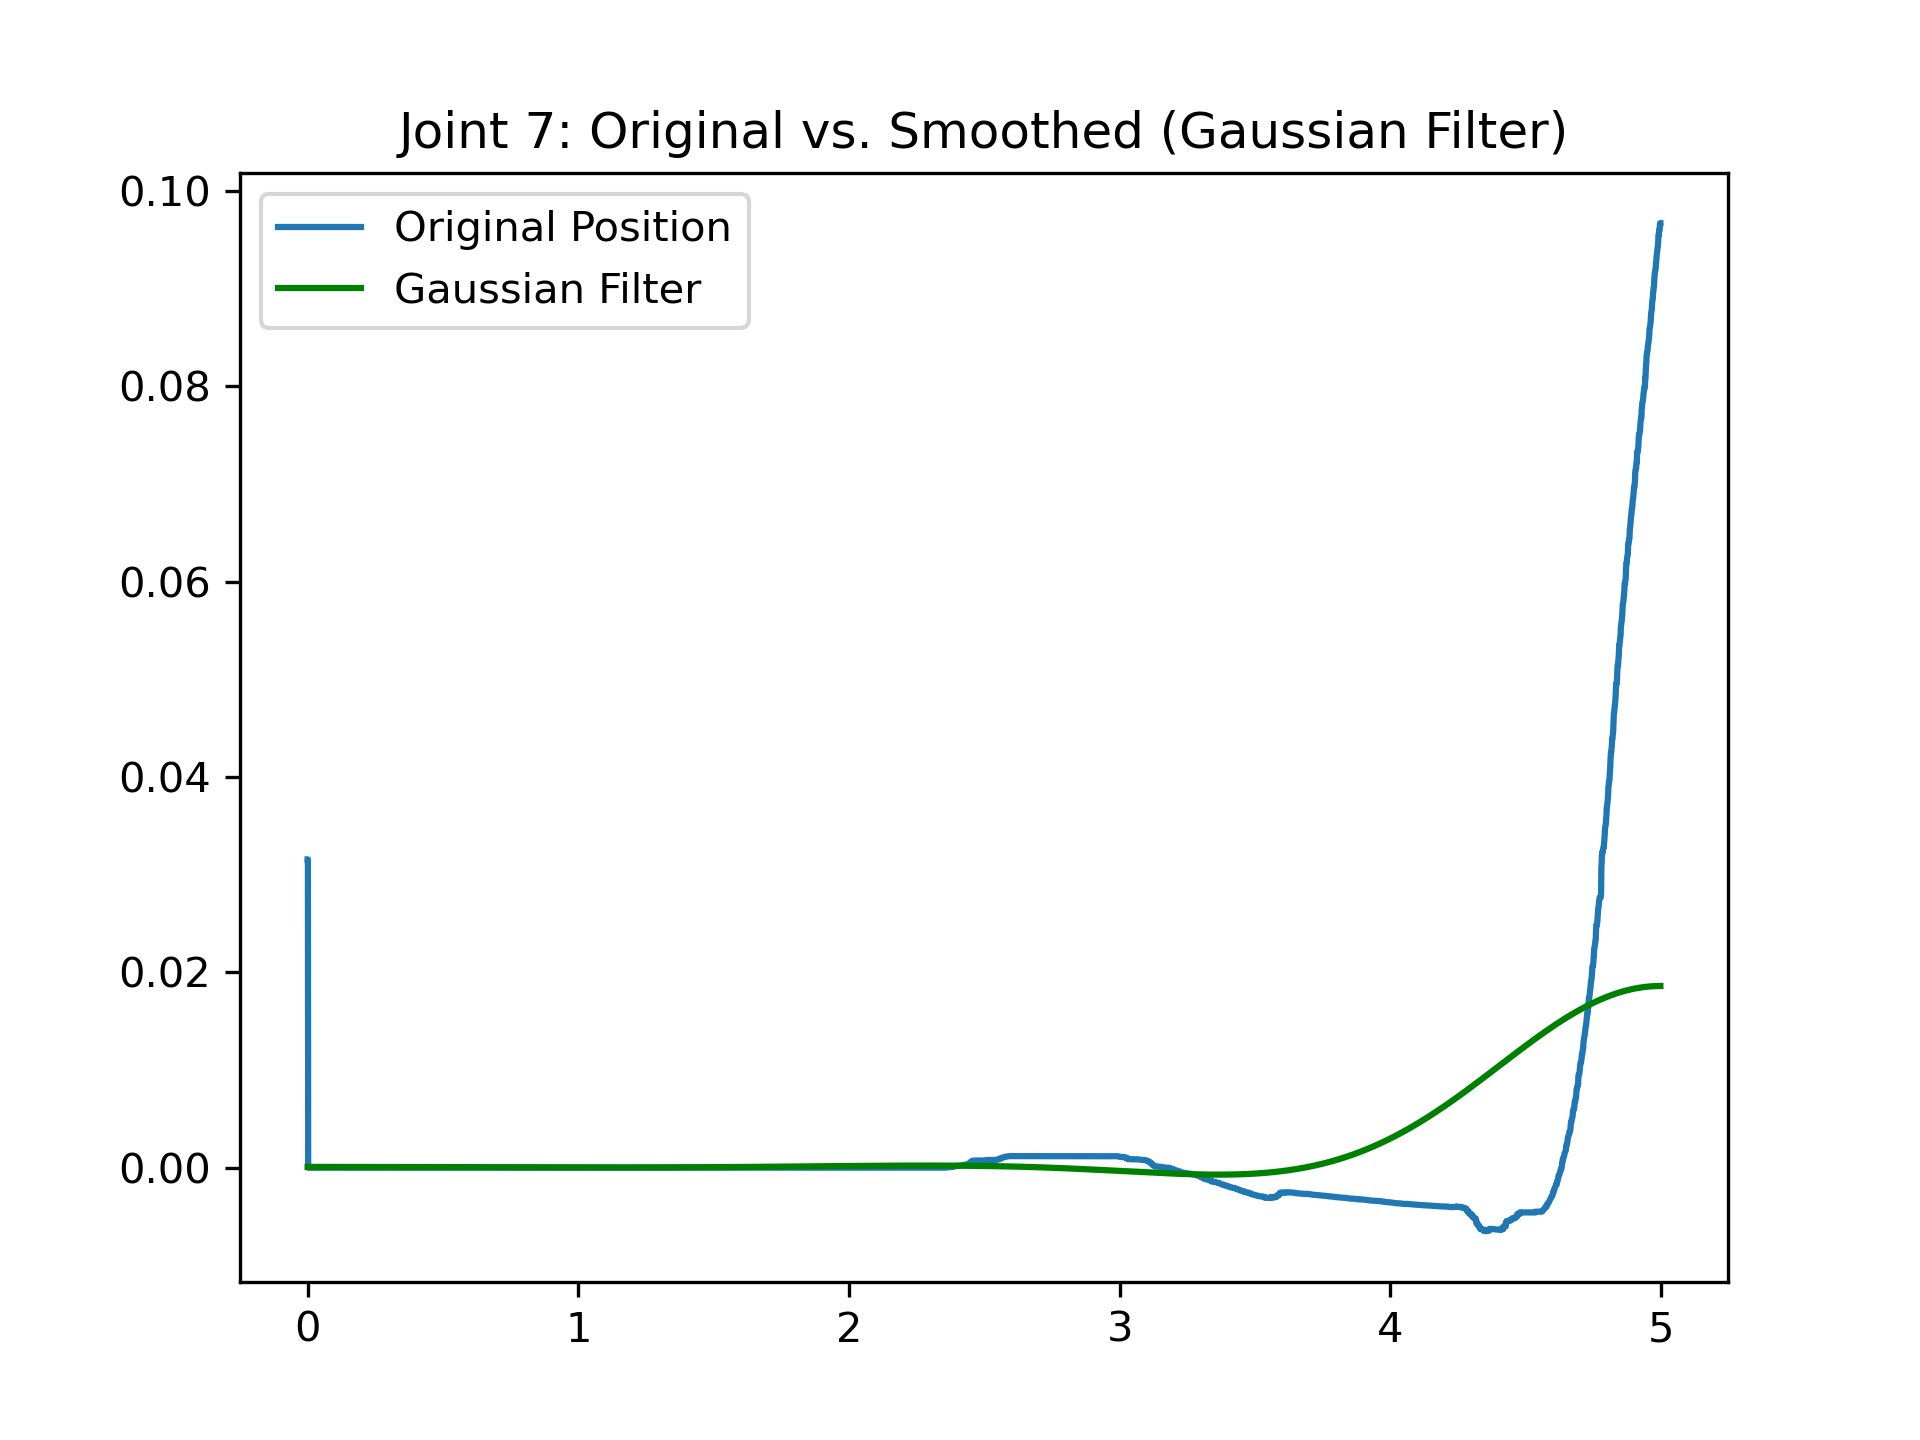 Joint 7: Original vs. Smoothed (Gaussian Filter)
Original Position
Gaussian Filter
0.10
0.08
0.06
0.04
0.02
0.00
0 1 2 3 4 5